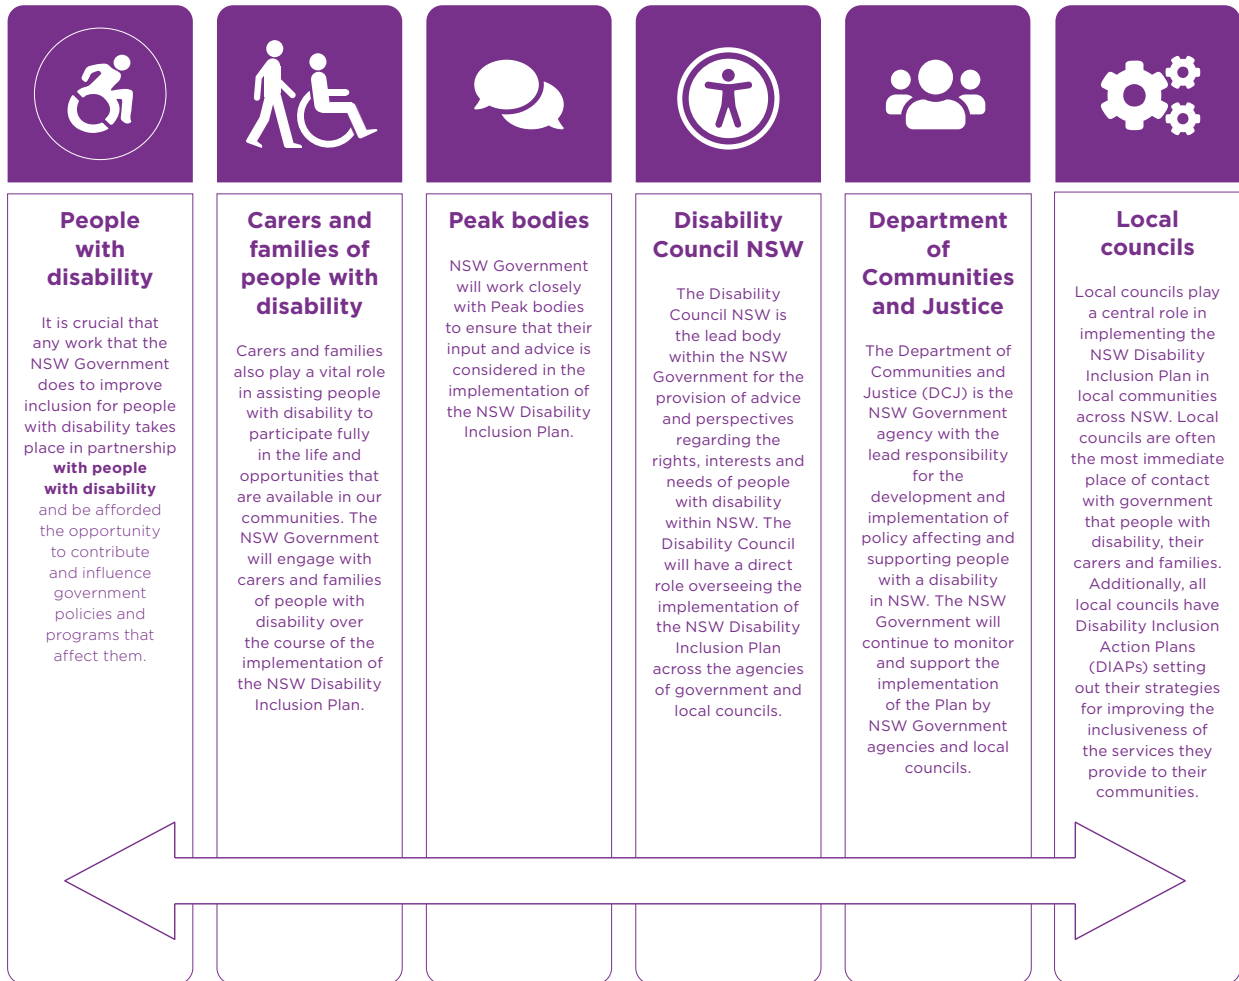 People
with
disability
It is crucial that
any work that the
NSW Government
does to improve
inclusion for people
with disability takes
place in partnership
with people
with disability
and be afforded
the opportunity
to contribute
and influence
government
policies and
programs that
affect them.
Carers and
families of
people with
disability
Carers and families
also play a vital role
in assisting people
with disability to
participate fully
in the life and
opportunities that
are available in our
communities. The
NSW Government
will engage with
carers and families
of people with
disability over
the course of the
implementation of
the NSW Disability
Inclusion Plan.
Peak bodies
NSW Government
will work closely
with Peak bodies
to ensure that their
input and advice is
considered in the
implementation of
the NSW Disability
Inclusion Plan.
Disability
Council NSW
The Disability
Council NSW is
the lead body
within the NSW
Government for the
provision of advice
and perspectives
regarding the
rights, interests and
needs of people
with disability
within NSW. The
Disability Council
will have a direct
role overseeing the
implementation of
the NSW Disability
Inclusion Plan
across the agencies
of government and
local councils.
Department
of
Communities
and Justice
The Department of
Communities and
Justice (DCJ) is the
NSW Government
agency with the
lead responsibility
for the
development and
implementation of
policy affecting and
supporting people
with a disability
in NSW. The NSW
Government will
continue to monitor
and support the
implementation
of the Plan by
NSW Government
agencies and local
councils.
Local
councils
Local councils play
a central role in
implementing the
NSW Disability
Inclusion Plan in
local communities
across NSW. Local
councils are often
the most immediate
place of contact
with government
that people with
disability, their
carers and families.
Additionally, all
local councils have
Disability Inclusion
Action Plans
(DIAPs) setting
out their strategies
for improving the
inclusiveness of
the services they
provide to their
communities.